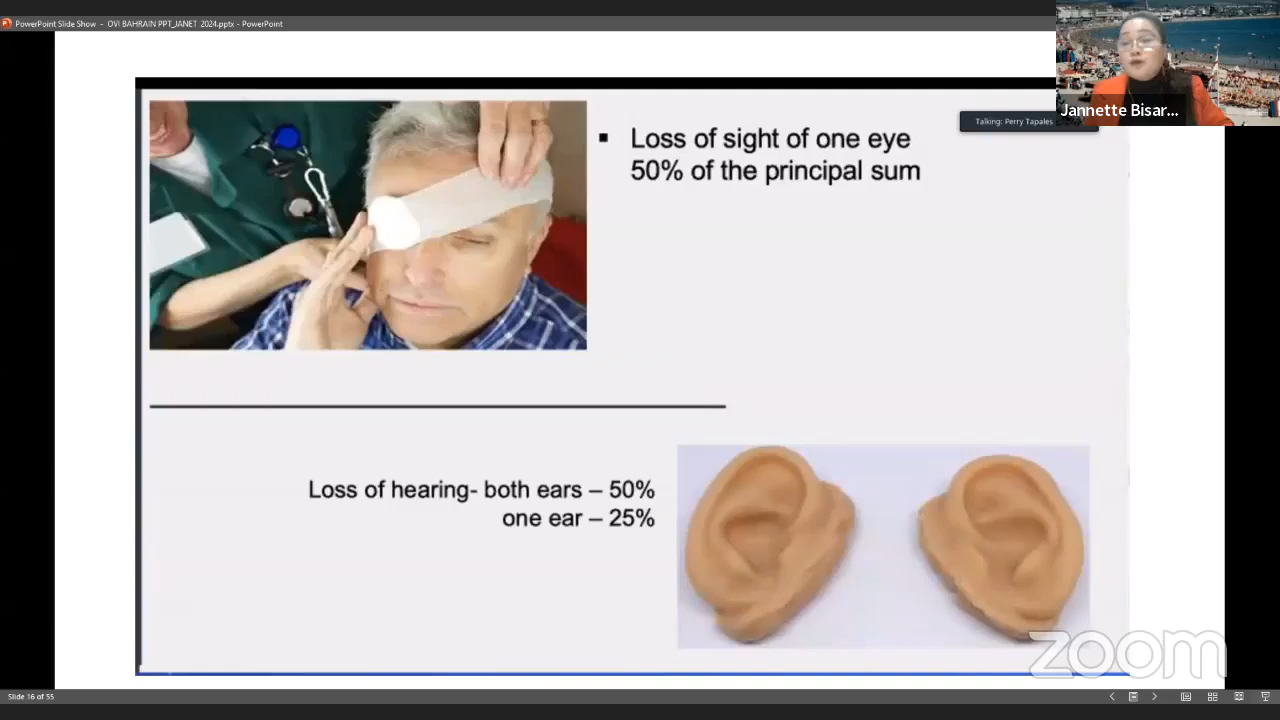 PowerPoint Slide Show - OVI BAHRAIN PPT_JANET 2024.pptx - PowerPoint
Jannette Bisar...
Talking: Perry Tapales
▪ Loss of sight of one eye
50% of the principal sum
Loss of hearing- both ears – 50%
one ear – 25%
zoom
Slide 16 of 55